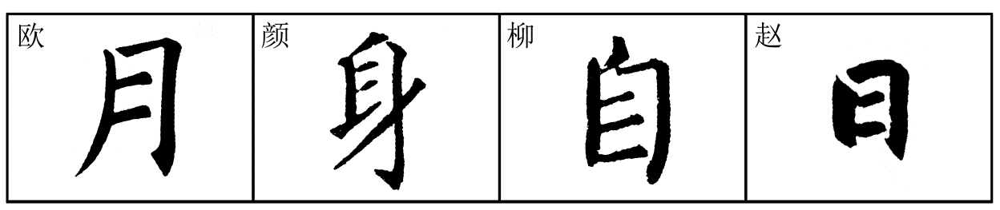 欧 月 颜 身 柳 自 赵 日